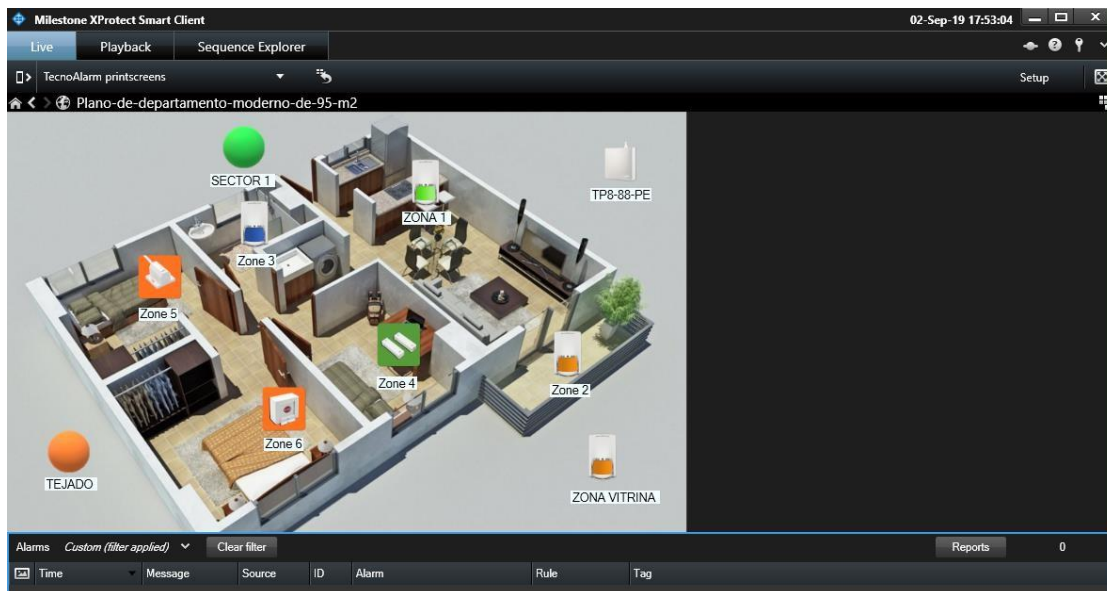 Milestone XProtect Smart Client
02-Sep-19 17:53:04
Live Playback Sequence Explorer
TecnoAlarm printscreens
Setup
Plano-de-departamento-moderno-de-95-m2
SECTOR 1
TP8-88-PE
ZONA 1
Zone 3
Zone 5
Zone 4
Zone 2
Zone 6
TEJADO
ZONA VITRINA
Alarms Custom (filter applied) Clear filter Reports 0
Time Message Source ID Alarm Rule Tag